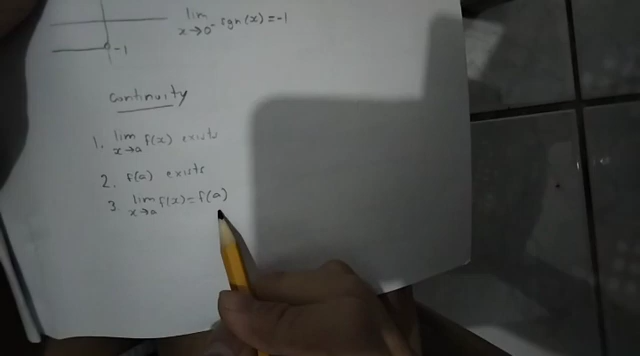 lim sgn(x) = -1
x→0⁻
-1
Continuity
1. lim f(x) exists
x→a
2. f(a) exists
3. lim f(x) = f(a)
x→a